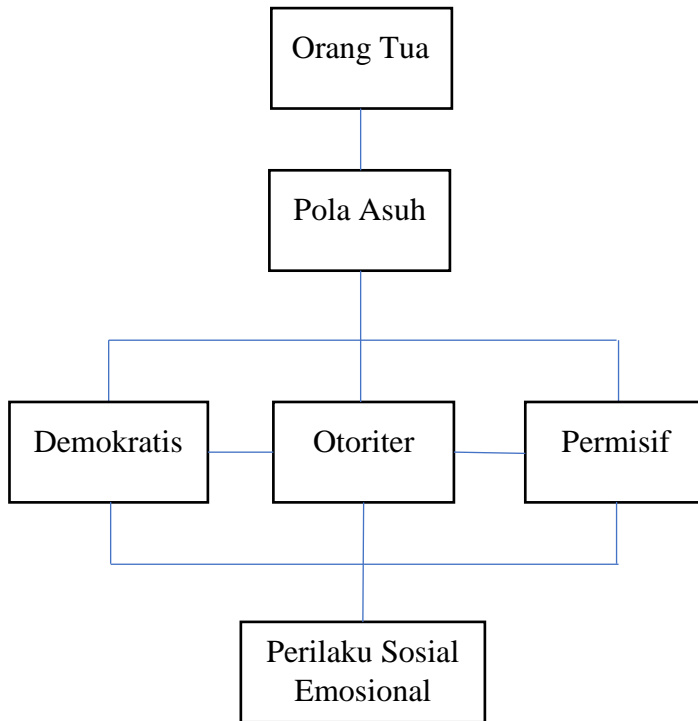 Orang Tua
Pola Asuh
Demokratis
Otoriter
Permisif
Perilaku Sosial
Emosional